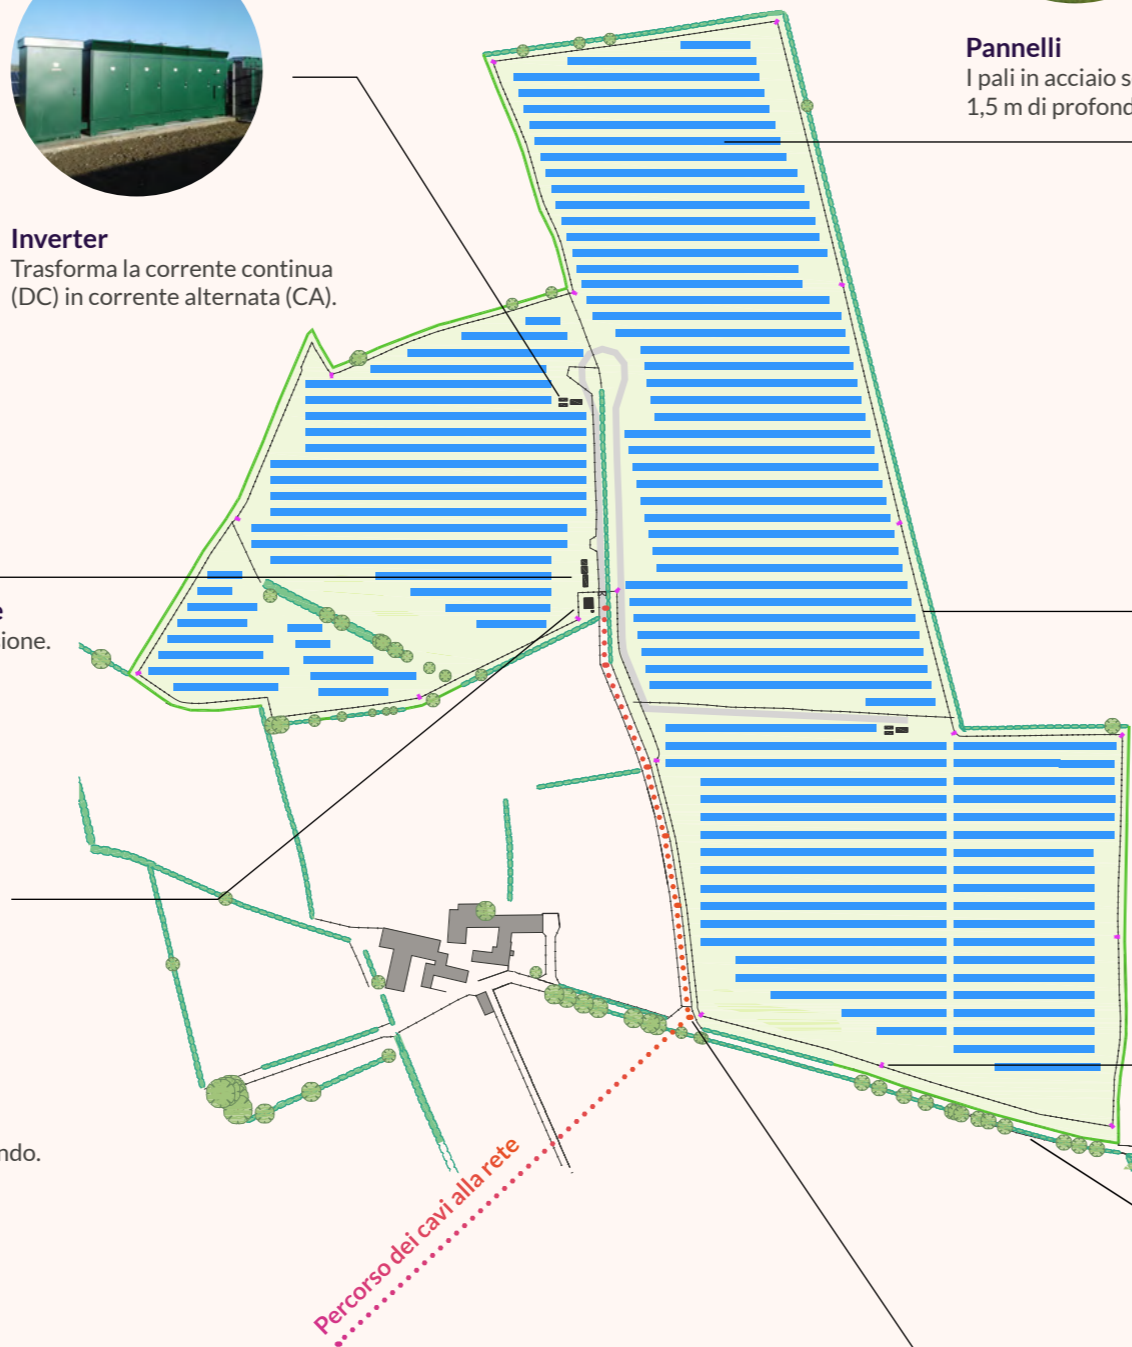 Pannelli
I pali in acciaio s
1,5 m di profond
Inverter
Trasforma la corrente continua
(DC) in corrente alternata (CA).
e
sione.
ndo.
Percorso dei cavi alla rete